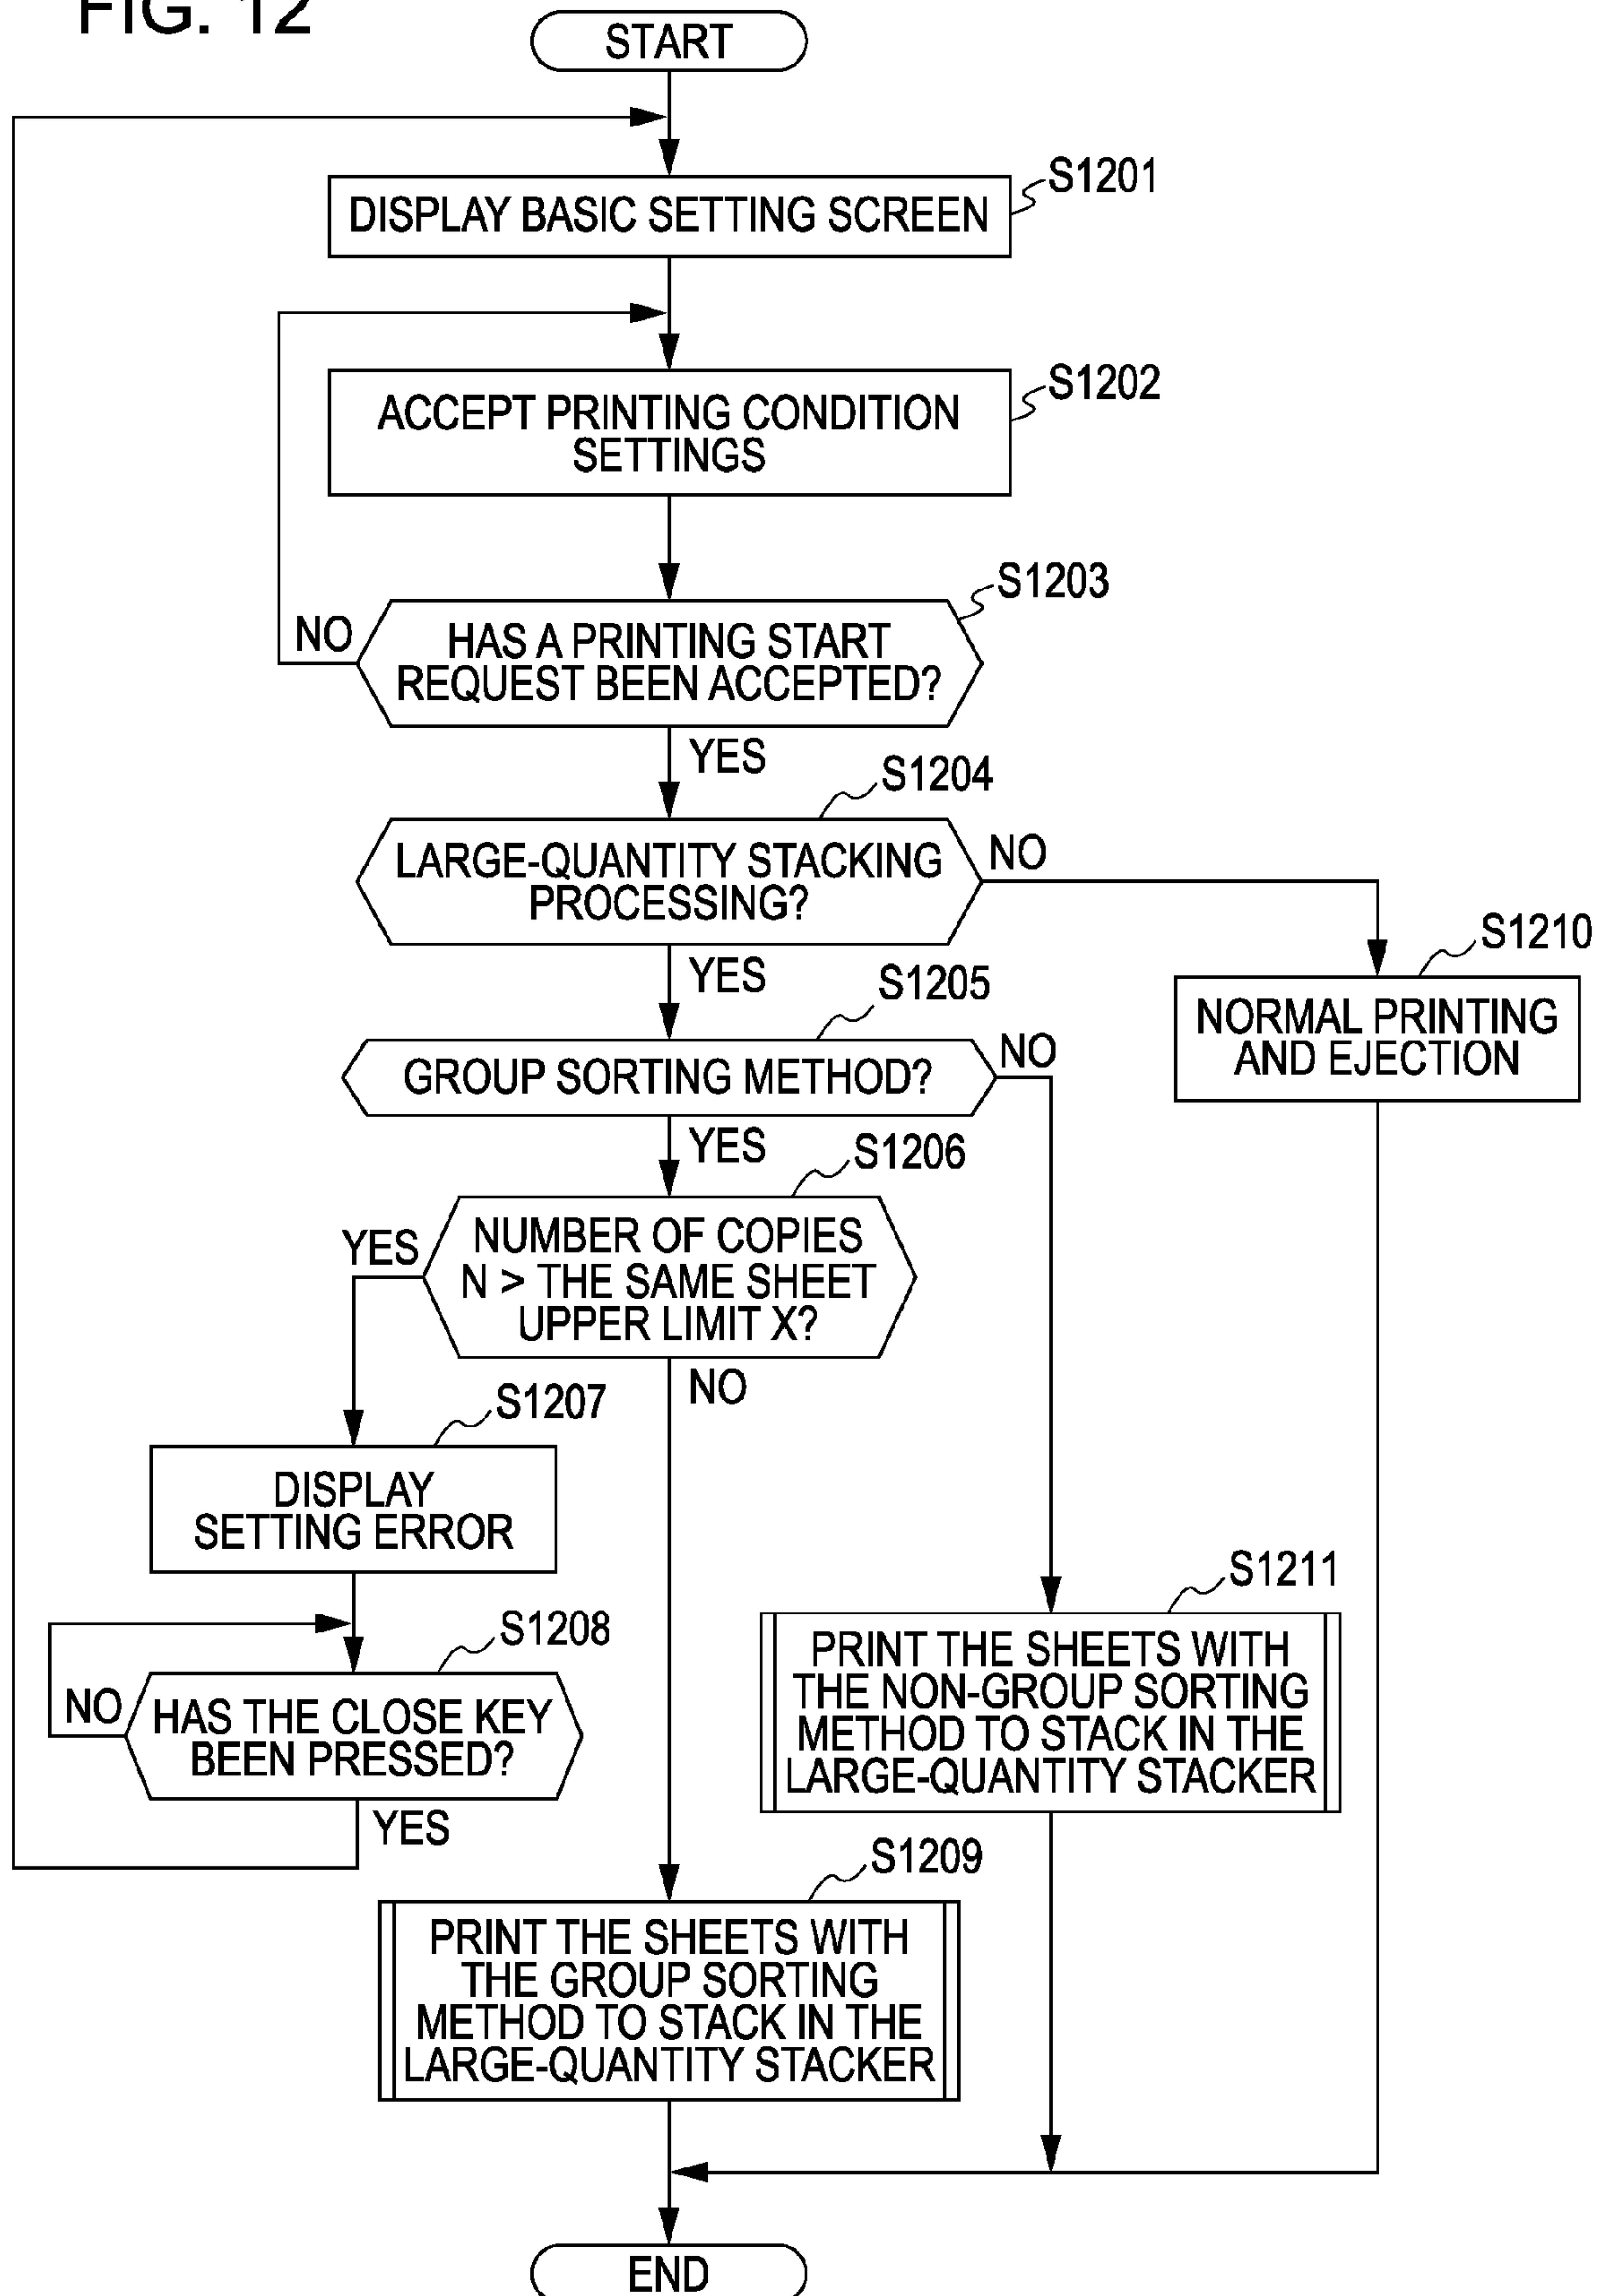 FIG. 12
START
S1201
DISPLAY BASIC SETTING SCREEN
S1202
ACCEPT PRINTING CONDITION
SETTINGS
S1203
NO
HAS A PRINTING START
REQUEST BEEN ACCEPTED?
YES
S1204
LARGE-QUANTITY STACKING
PROCESSING?
NO
S1210
NORMAL PRINTING
AND EJECTION
YES
S1205
GROUP SORTING METHOD?
NO
YES
S1206
YES
NUMBER OF COPIES
N > THE SAME SHEET
UPPER LIMIT X?
NO
S1207
DISPLAY
SETTING ERROR
S1211
PRINT THE SHEETS WITH
THE NON-GROUP SORTING
METHOD TO STACK IN THE
LARGE-QUANTITY STACKER
S1208
NO
HAS THE CLOSE KEY
BEEN PRESSED?
YES
S1209
PRINT THE SHEETS WITH
THE GROUP SORTING
METHOD TO STACK IN THE
LARGE-QUANTITY STACKER
END